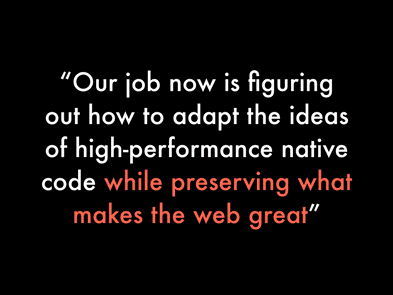 “Our job now is figuring
out how to adapt the ideas
of high-performance native
code while preserving what
makes the web great”